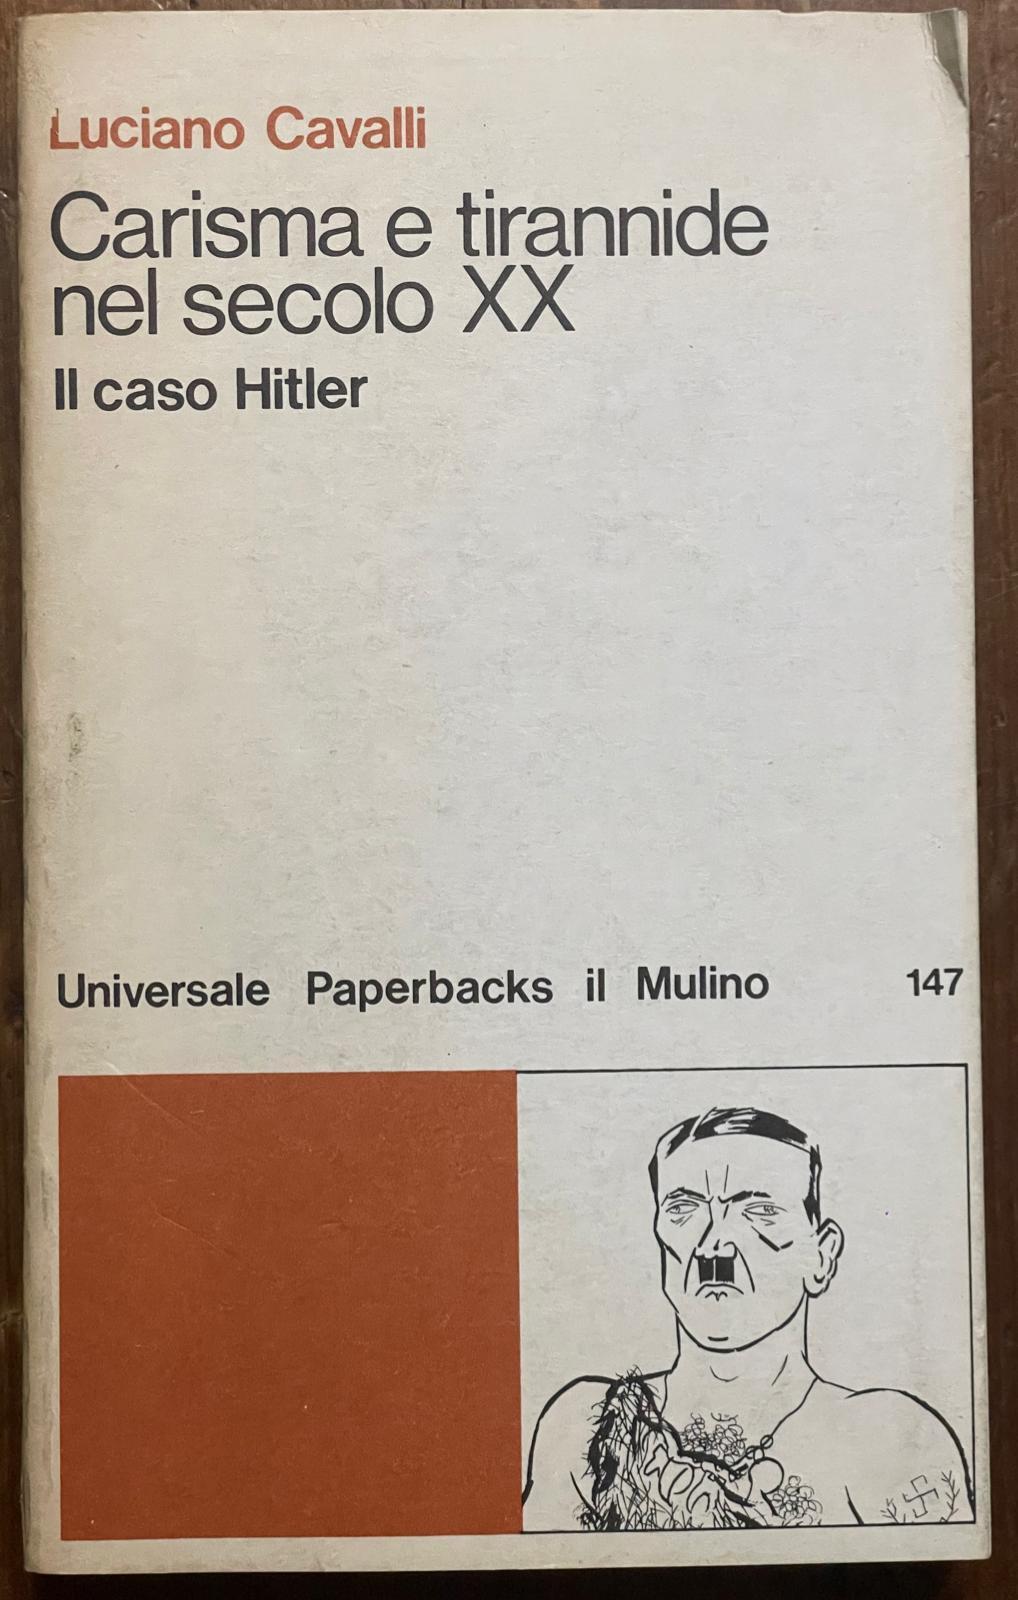 Luciano Cavalli
Carisma e tirannide
nel secolo XX
Il caso Hitler
Universale Paperbacks il Mulino 147